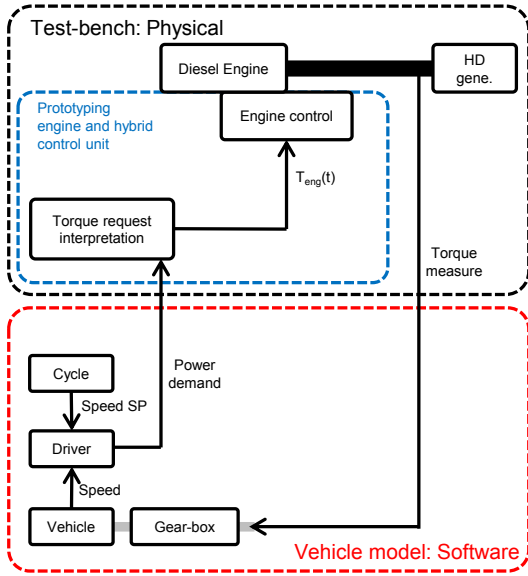 Test-bench: Physical
Diesel Engine
HD
gene.
Prototyping
engine and hybrid
control unit
Engine control
T_eng(t)
Torque request
interpretation
Torque
measure
Power
demand
Cycle
Speed SP
Driver
Speed
Vehicle
Gear-box
Vehicle model: Software